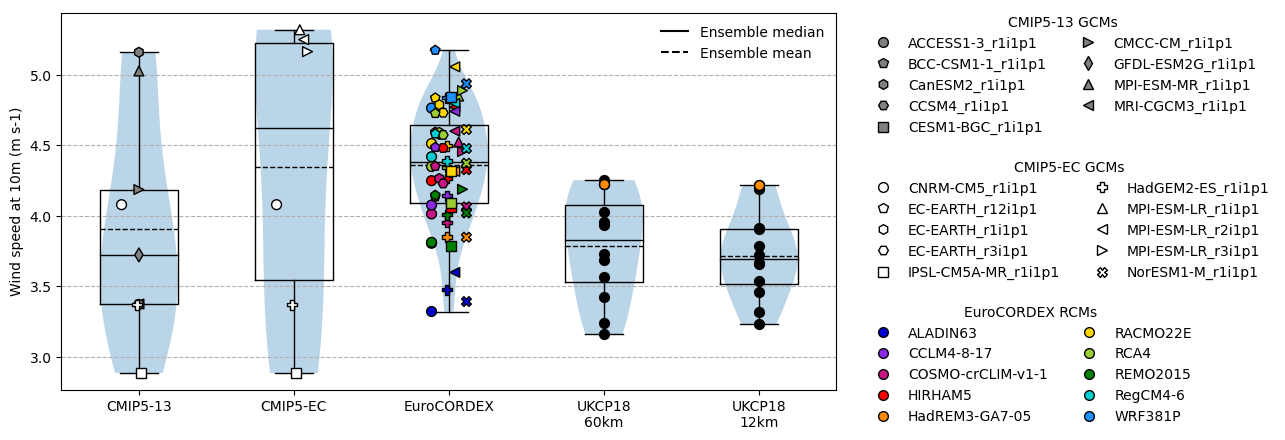 Wind speed at 10m (m s-1)
5.0
4.5
4.0
3.5
3.0
Ensemble median
Ensemble mean
CMIP5-13
CMIP5-EC
EuroCORDEX
UKCP18
60km
UKCP18
12km
CMIP5-13 GCMs
ACCESS1-3_r1i1p1
BCC-CSM1-1_r1i1p1
CanESM2_r1i1p1
CCSM4_r1i1p1
CESM1-BGC_r1i1p1
CMCC-CM_r1i1p1
GFDL-ESM2G_r1i1p1
MPI-ESM-MR_r1i1p1
MRI-CGCM3_r1i1p1
CMIP5-EC GCMs
CNRM-CM5_r1i1p1
EC-EARTH_r12i1p1
EC-EARTH_r1i1p1
EC-EARTH_r3i1p1
IPSL-CM5A-MR_r1i1p1
HadGEM2-ES_r1i1p1
MPI-ESM-LR_r1i1p1
MPI-ESM-LR_r2i1p1
MPI-ESM-LR_r3i1p1
NorESM1-M_r1i1p1
EuroCORDEX RCMs
ALADIN63
CCLM4-8-17
COSMO-crCLIM-v1-1
HIRHAM5
HadREM3-GA7-05
RACMO22E
RCA4
REMO2015
RegCM4-6
WRF381P